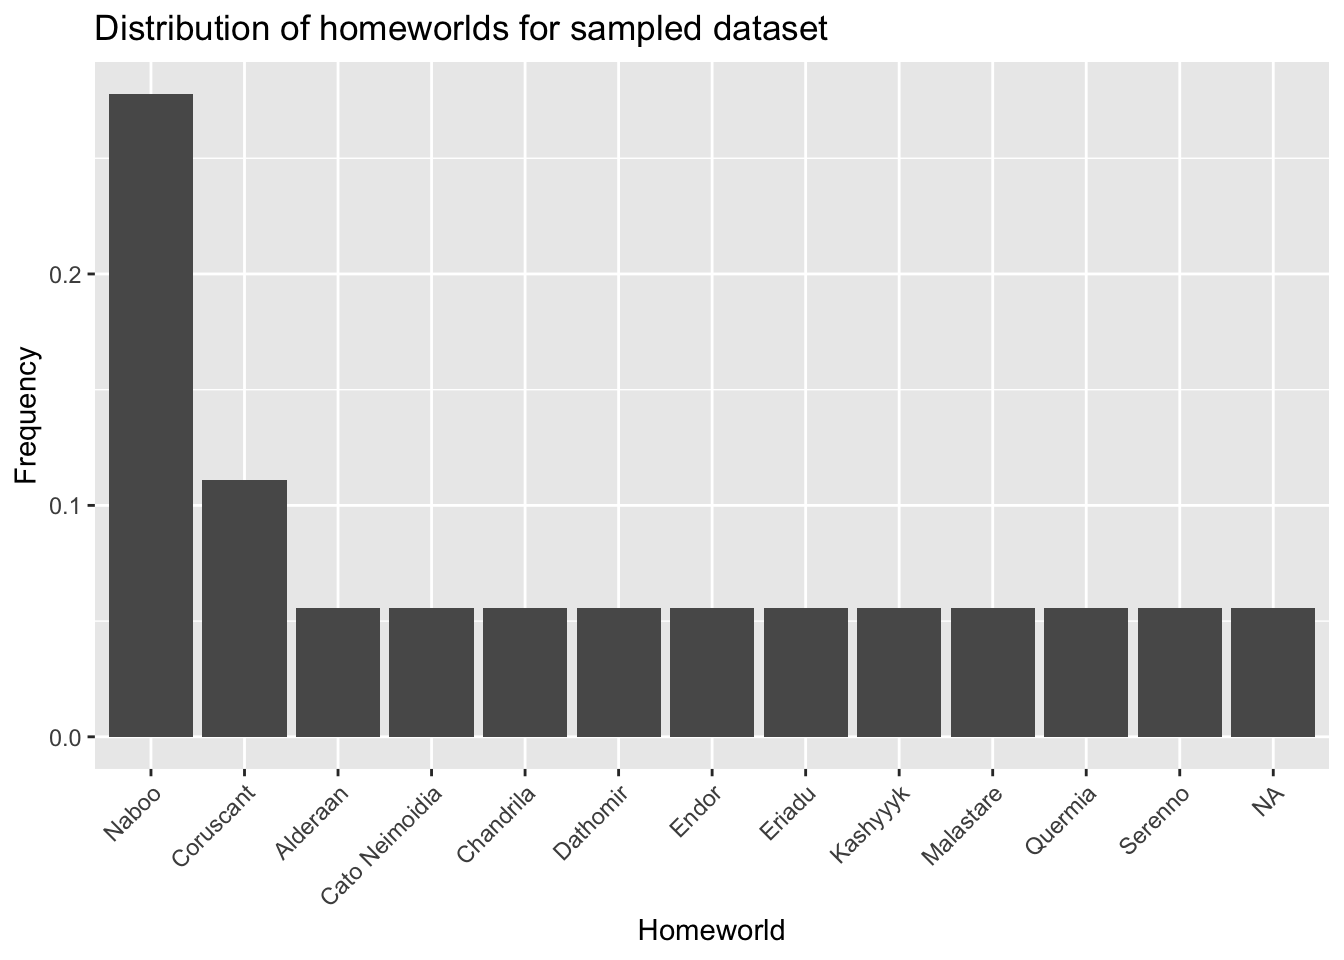 Distribution of homeworlds for sampled dataset
Frequency
0.2
0.1
0.0
Naboo
Coruscant
Alderaan
Cato Neimoidia
Chandrila
Dathomir
Endor
Eriadu
Kashyyyk
Malastare
Quermia
Serenno
NA
Homeworld